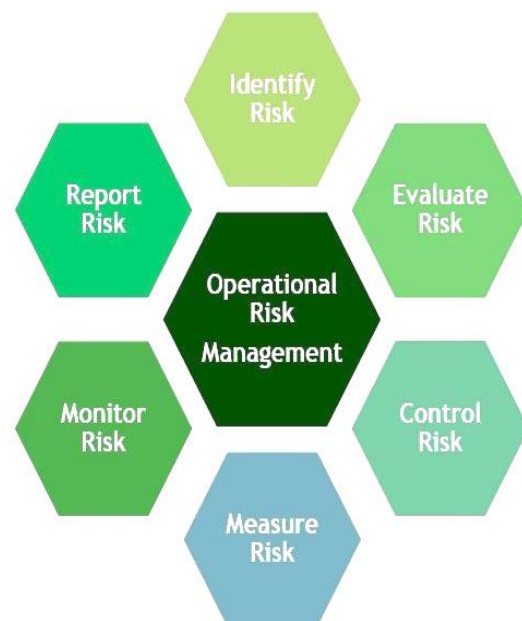 Identify
Risk
Report
Risk
Evaluate
Risk
Operational
Risk
Management
Monitor
Risk
Control
Risk
Measure
Risk